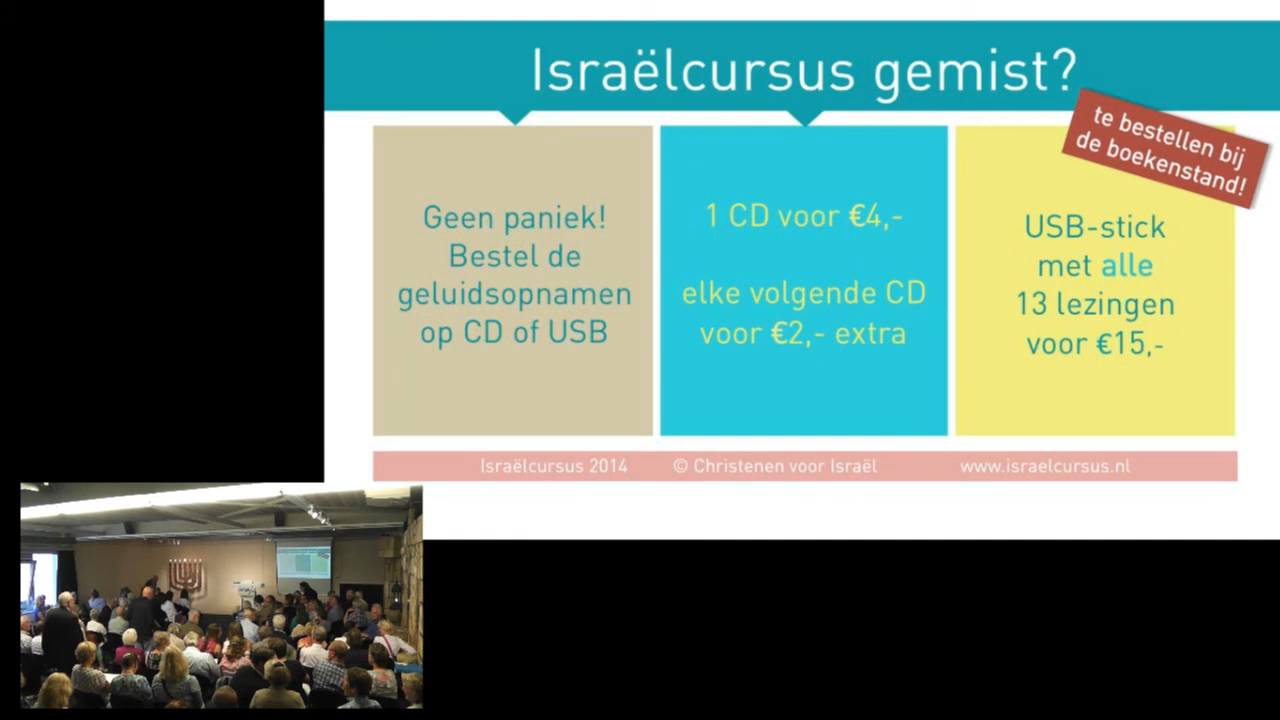 Israëlcursus gemist?
te bestellen bij
de boekenstand!
Geen paniek!
Bestel de
geluidsopnamen
op CD of USB
1 CD voor €4,-
elke volgende CD
voor €2,- extra
USB-stick
met alle
13 lezingen
voor €15,-
Israëlcursus 2014 © Christenen voor Israël www.israelcursus.nl